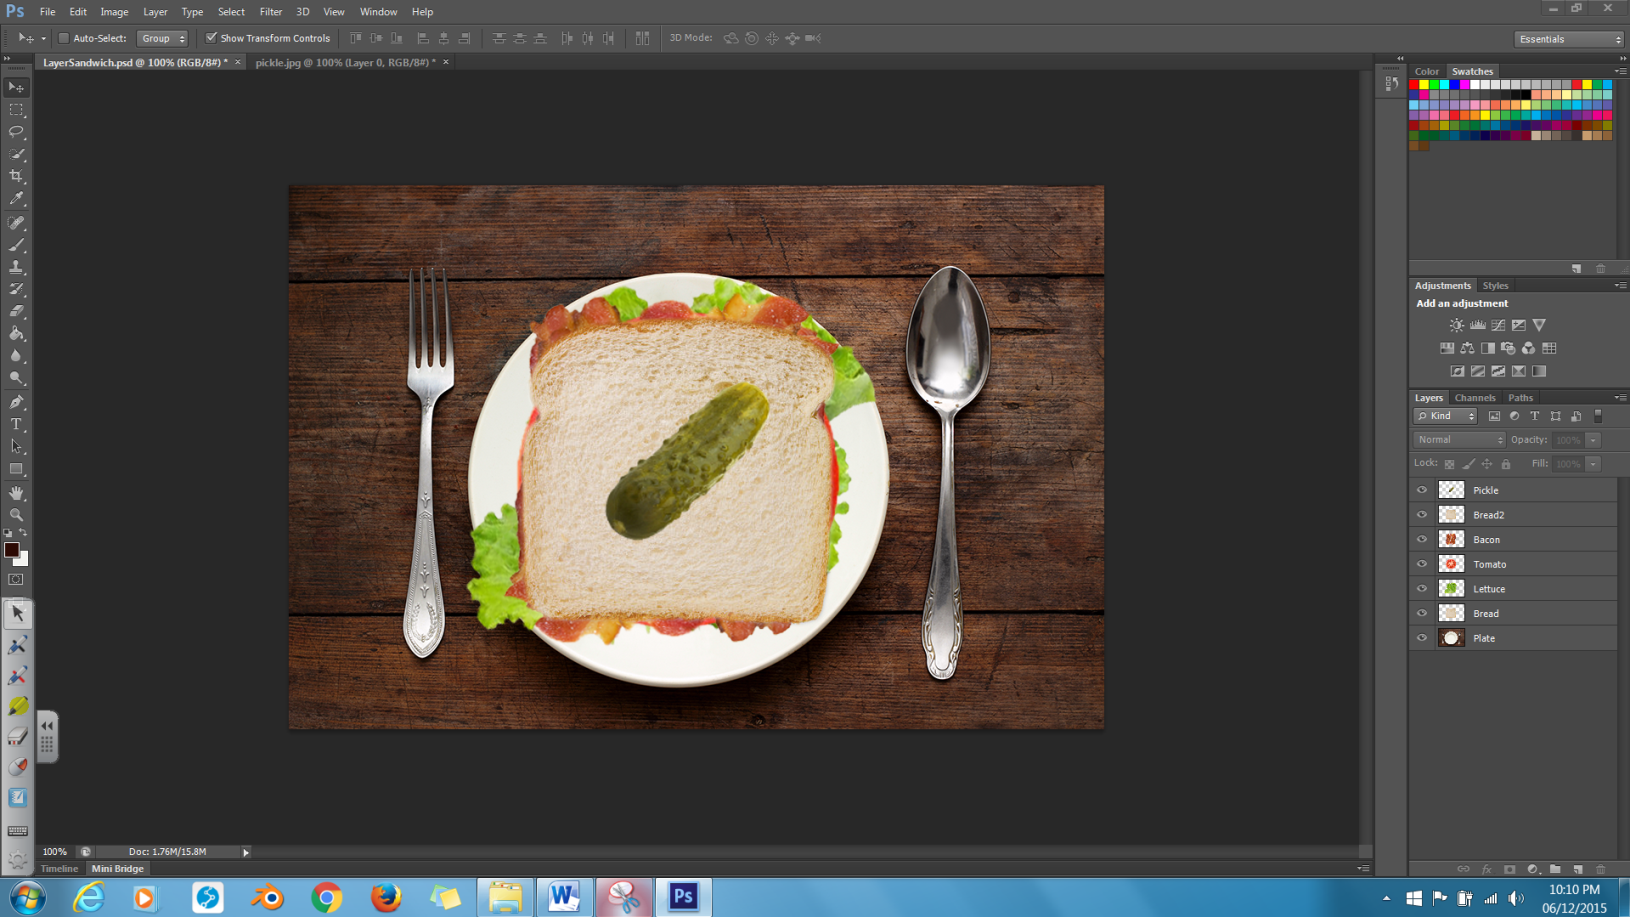 Ps File Edit Image Layer Type Select Filter 3D View Window Help
Auto-Select: Group Show Transform Controls 3D Mode: Essentials
LayerSandwich.psd @ 100% (RGB/8#) * × pickle.jpg @ 100% (Layer 0, RGB/8#) * ×
Color Swatches
Adjustments Styles
Add an adjustment
Layers Channels Paths
Kind
Normal Opacity: 100%
Lock: Fill: 100%
Pickle
Bread2
Bacon
Tomato
Lettuce
Bread
Plate
100% Doc: 1.76M/15.8M
Timeline Mini Bridge
10:10 PM
06/12/2015